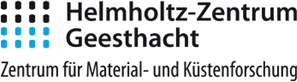 Helmholtz-Zentrum
Geesthacht
Zentrum für Material- und Küstenforschung